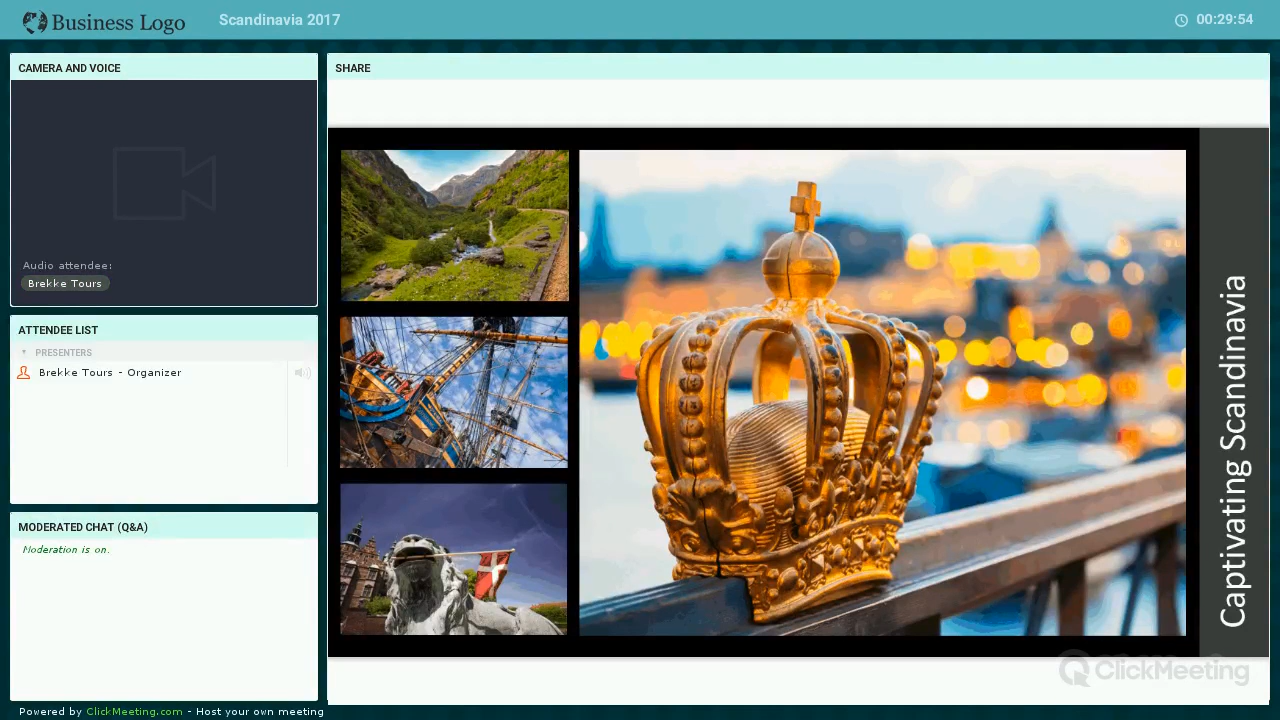 Business Logo
Scandinavia 2017
00:29:54
CAMERA AND VOICE
Audio attendee:
Brekke Tours
ATTENDEE LIST
PRESENTERS
Brekke Tours - Organizer
MODERATED CHAT (Q&A)
Moderation is on.
Powered by ClickMeeting.com - Host your own meeting
SHARE
Captivating Scandinavia
ClickMeeting